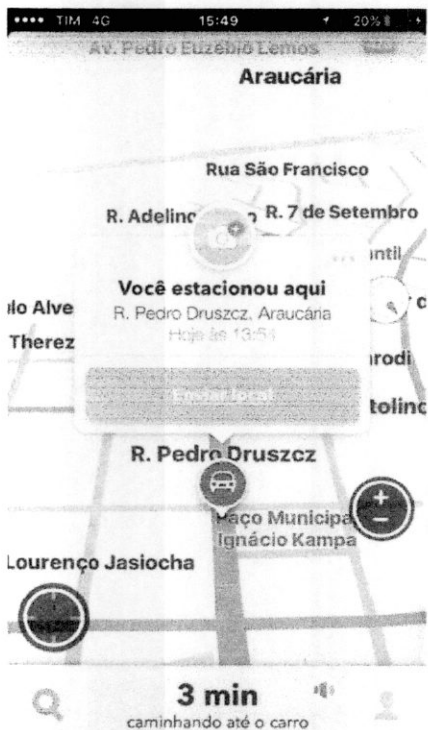 TIM 4G 15:49 20%
Av. Pedro Euzébio Lemos
Araucária
Rua São Francisco
R. Adelino R. 7 de Setembro
Você estacionou aqui
R. Pedro Druszcz, Araucária
Hoje às 13:51
Enviar local
R. Pedro Druszcz
Paço Municipa
Ignácio Kampa
Lourenço Jasiocha
3 min
caminhando até o carro